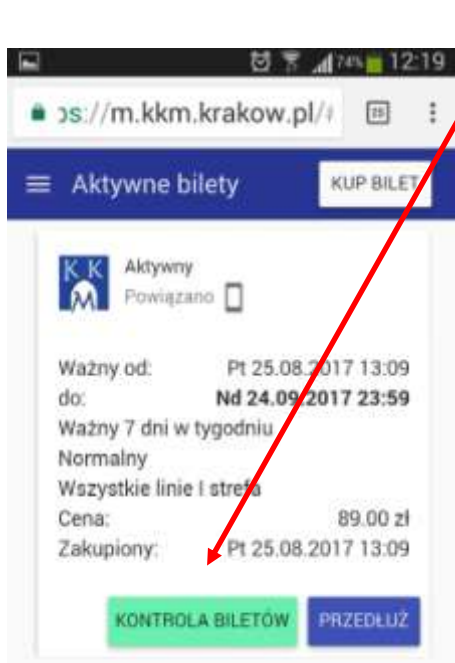 74% 12:19
ps://m.kkm.krakow.pl/
Aktywne bilety KUP BILET
K K M Aktywny
Powiązano
Ważny od: Pt 25.08.2017 13:09
do: Nd 24.09.2017 23:59
Ważny 7 dni w tygodniu
Normalny
Wszystkie linie I strefa
Cena: 89.00 zł
Zakupiony: Pt 25.08.2017 13:09
KONTROLA BILETÓW PRZEDŁUŻ